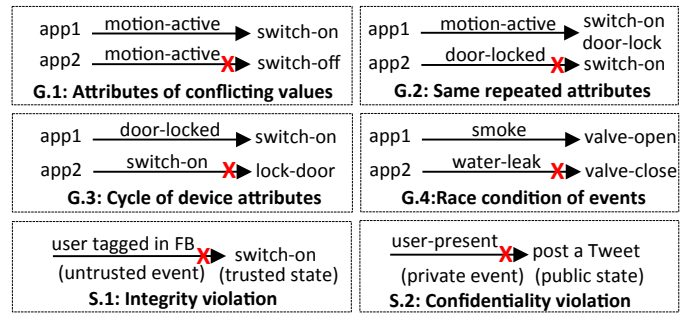 app1 motion-active switch-on
app2 motion-active X switch-off
G.1: Attributes of conflicting values
app1 motion-active switch-on
door-lock
app2 door-locked X switch-on
G.2: Same repeated attributes
app1 door-locked switch-on
app2 switch-on X lock-door
G.3: Cycle of device attributes
app1 smoke valve-open
app2 water-leak X valve-close
G.4:Race condition of events
user tagged in FB X switch-on
(untrusted event) (trusted state)
S.1: Integrity violation
user-present X post a Tweet
(private event) (public state)
S.2: Confidentiality violation